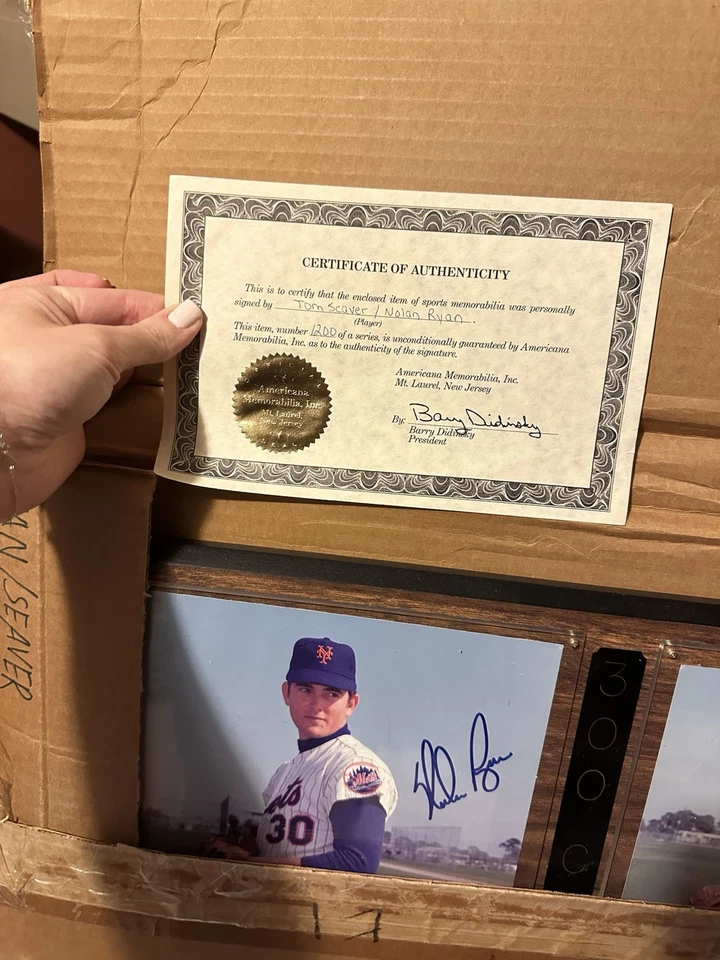 CERTIFICATE OF AUTHENTICITY
This is to certify that the enclosed item of sports memorabilia was personally
signed by Tom Seaver / Nolan Ryan.
(Player)
This item, number 1200 of a series, is unconditionally guaranteed by Americana
Memorabilia, Inc. as to the authenticity of the signature.
Americana
Memorabilia, Inc.
Mt. Laurel,
New Jersey
Americana Memorabilia, Inc.
Mt. Laurel, New Jersey
By: Barry Didinsky
Barry Didinsky
President
AN/SEAVER
NY
Mets
ets
30
Nolan Ryan
300
17